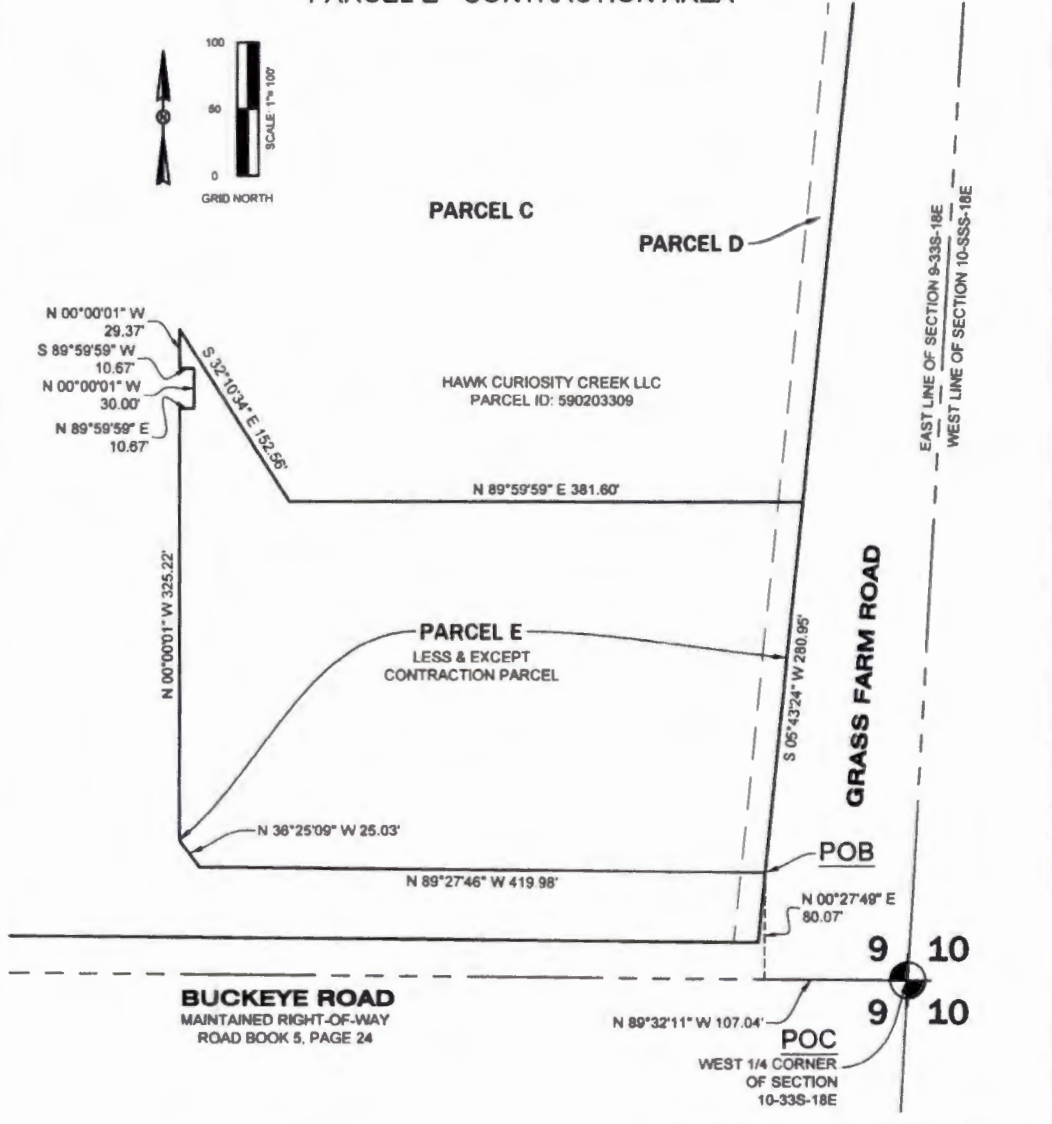 PARCEL E - CONTRACTION AREA
100
50
0
SCALE: 1"= 100'
GRID NORTH
PARCEL C
PARCEL D
EAST LINE OF SECTION 9-33S-18E
WEST LINE OF SECTION 10-SSS-18E
N 00°00'01" W
29.37'
S 89°59'59" W
10.67'
N 00°00'01" W
30.00'
N 89°59'59" E
10.67'
S 32°10'34" E 152.56'
HAWK CURIOSITY CREEK LLC
PARCEL ID: 590203309
N 89°59'59" E 381.60'
N 00°00'01" W 325.22'
PARCEL E
LESS & EXCEPT
CONTRACTION PARCEL
S 05°43'24" W 280.95'
GRASS FARM ROAD
N 36°25'09" W 25.03'
POB
N 89°27'46" W 419.98'
N 00°27'49" E
80.07'
9 10
9 10
BUCKEYE ROAD
MAINTAINED RIGHT-OF-WAY
ROAD BOOK 5, PAGE 24
N 89°32'11" W 107.04'
POC
WEST 1/4 CORNER
OF SECTION
10-33S-18E